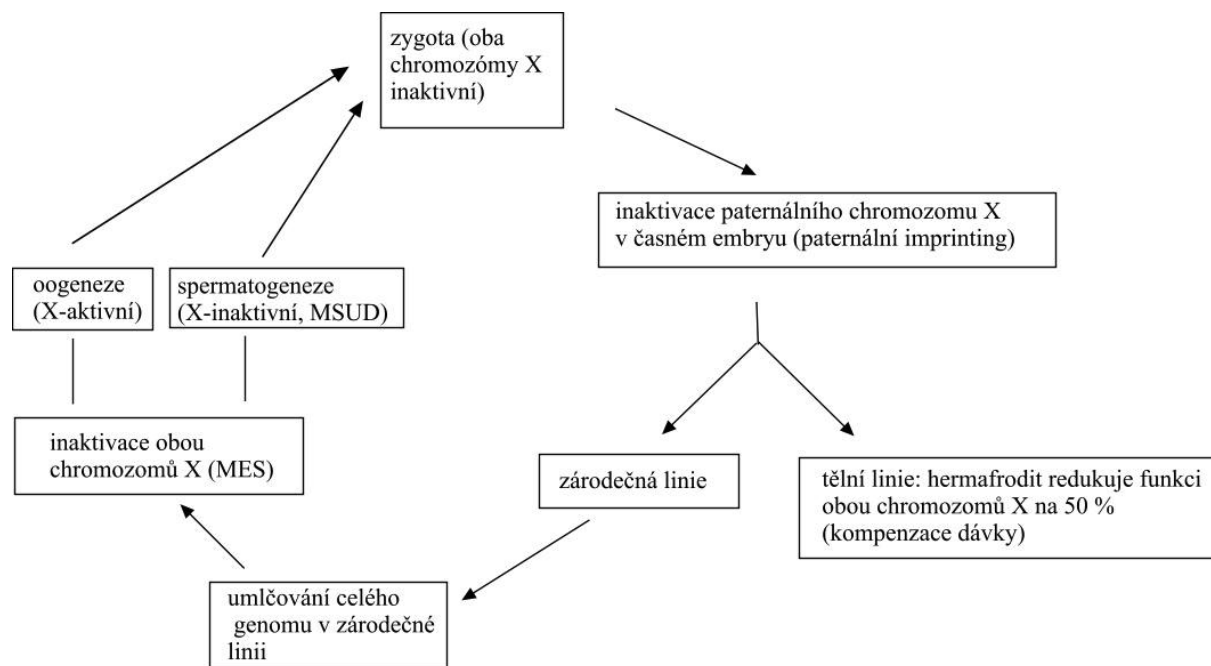 zygota (oba
chromozómy X
inaktivní)
inaktivace paternálního chromozomu X
v časném embryu (paternální imprinting)
oogeneze
(X-aktivní)
spermatogeneze
(X-inaktivní, MSUD)
inaktivace obou
chromozomů X (MES)
zárodečná linie
tělní linie: hermafrodit redukuje funkci
obou chromozomů X na 50 %
(kompenzace dávky)
umlčování celého
genomu v zárodečné
linii